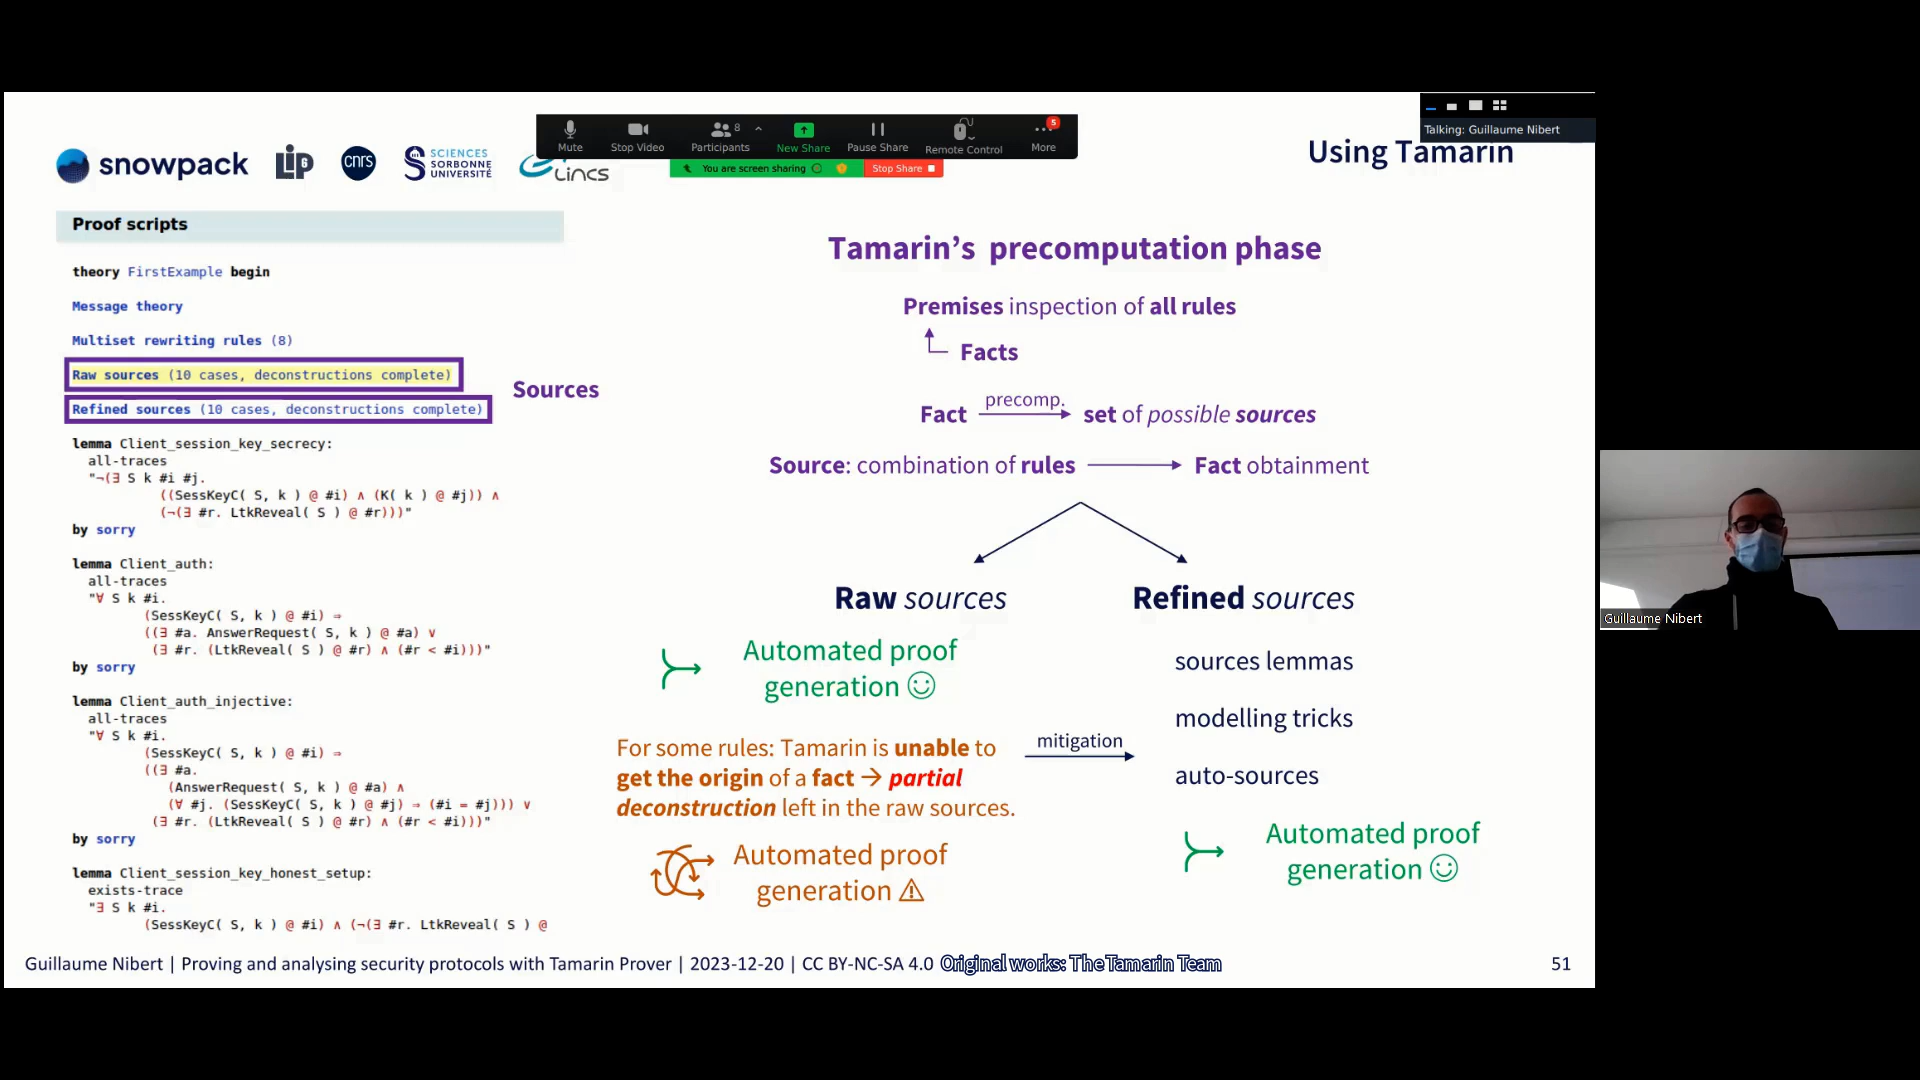 Mute
Stop Video
Participants
8
New Share
Pause Share
Remote Control
More
5
You are screen sharing
Stop Share
Talking: Guillaume Nibert
snowpack
LIP6
cnrs
SCIENCES
SORBONNE
UNIVERSITÉ
LINCS
Using Tamarin
Proof scripts
theory FirstExample begin
Message theory
Multiset rewriting rules (8)
Raw sources (10 cases, deconstructions complete)
Refined sources (10 cases, deconstructions complete)
Sources
lemma Client_session_key_secrecy:
all-traces
"¬(∃ S k #i #j.
((SessKeyC( S, k ) @ #i) ∧ (K( k ) @ #j)) ∧
(¬(∃ #r. LtkReveal( S ) @ #r)))"
by sorry
lemma Client_auth:
all-traces
"∀ S k #i.
(SessKeyC( S, k ) @ #i) ⇒
((∃ #a. AnswerRequest( S, k ) @ #a) ∨
(∃ #r. (LtkReveal( S ) @ #r) ∧ (#r < #i)))"
by sorry
lemma Client_auth_injective:
all-traces
"∀ S k #i.
(SessKeyC( S, k ) @ #i) ⇒
((∃ #a.
(AnswerRequest( S, k ) @ #a) ∧
(∀ #j. (SessKeyC( S, k ) @ #j) ⇒ (#i = #j))) ∨
(∃ #r. (LtkReveal( S ) @ #r) ∧ (#r < #i)))"
by sorry
lemma Client_session_key_honest_setup:
exists-trace
"∃ S k #i.
(SessKeyC( S, k ) @ #i) ∧ (¬(∃ #r. LtkReveal( S ) @
Tamarin's precomputation phase
Premises inspection of all rules
Facts
Fact precomp. set of possible sources
Source: combination of rules Fact obtainment
Raw sources
Automated proof
generation ☺
For some rules: Tamarin is unable to
get the origin of a fact → partial
deconstruction left in the raw sources.
Automated proof
generation ⚠
mitigation
Refined sources
sources lemmas
modelling tricks
auto-sources
Automated proof
generation ☺
Guillaume Nibert
Guillaume Nibert | Proving and analysing security protocols with Tamarin Prover | 2023-12-20 | CC BY-NC-SA 4.0 Original works: The Tamarin Team
51